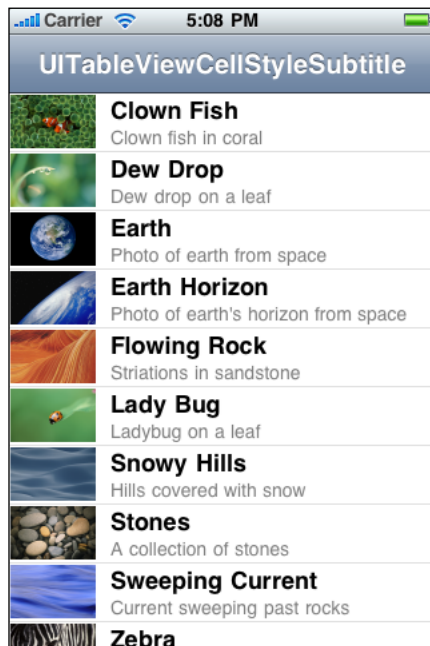 Carrier 5:08 PM
UITableViewCellStyleSubtitle
Clown Fish
Clown fish in coral
Dew Drop
Dew drop on a leaf
Earth
Photo of earth from space
Earth Horizon
Photo of earth's horizon from space
Flowing Rock
Striations in sandstone
Lady Bug
Ladybug on a leaf
Snowy Hills
Hills covered with snow
Stones
A collection of stones
Sweeping Current
Current sweeping past rocks
Zebra